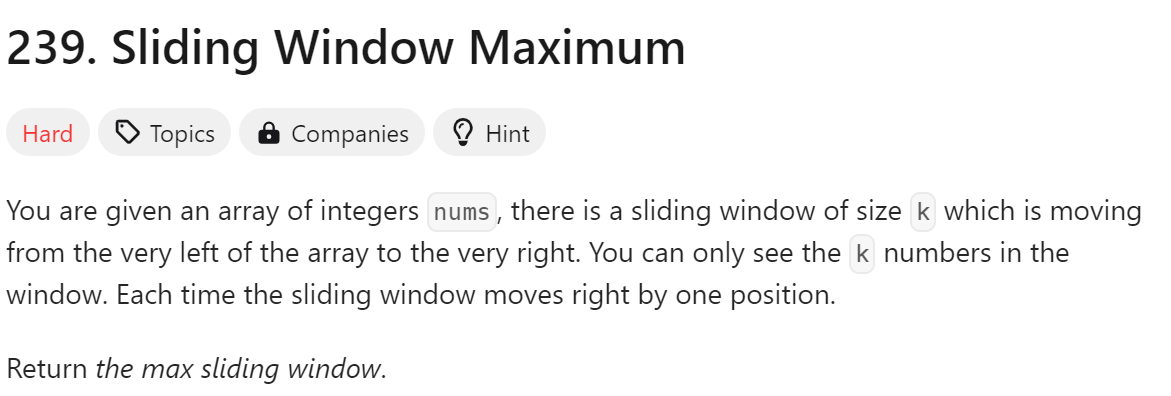 239. Sliding Window Maximum
Hard Topics Companies Hint
You are given an array of integers nums, there is a sliding window of size k which is moving
from the very left of the array to the very right. You can only see the k numbers in the
window. Each time the sliding window moves right by one position.
Return the max sliding window.